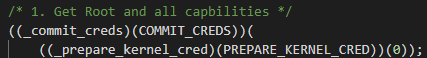 /* 1. Get Root and all capbilities */
((_commit_creds)(COMMIT_CREDS))(
((_prepare_kernel_cred)(PREPARE_KERNEL_CRED))(0));